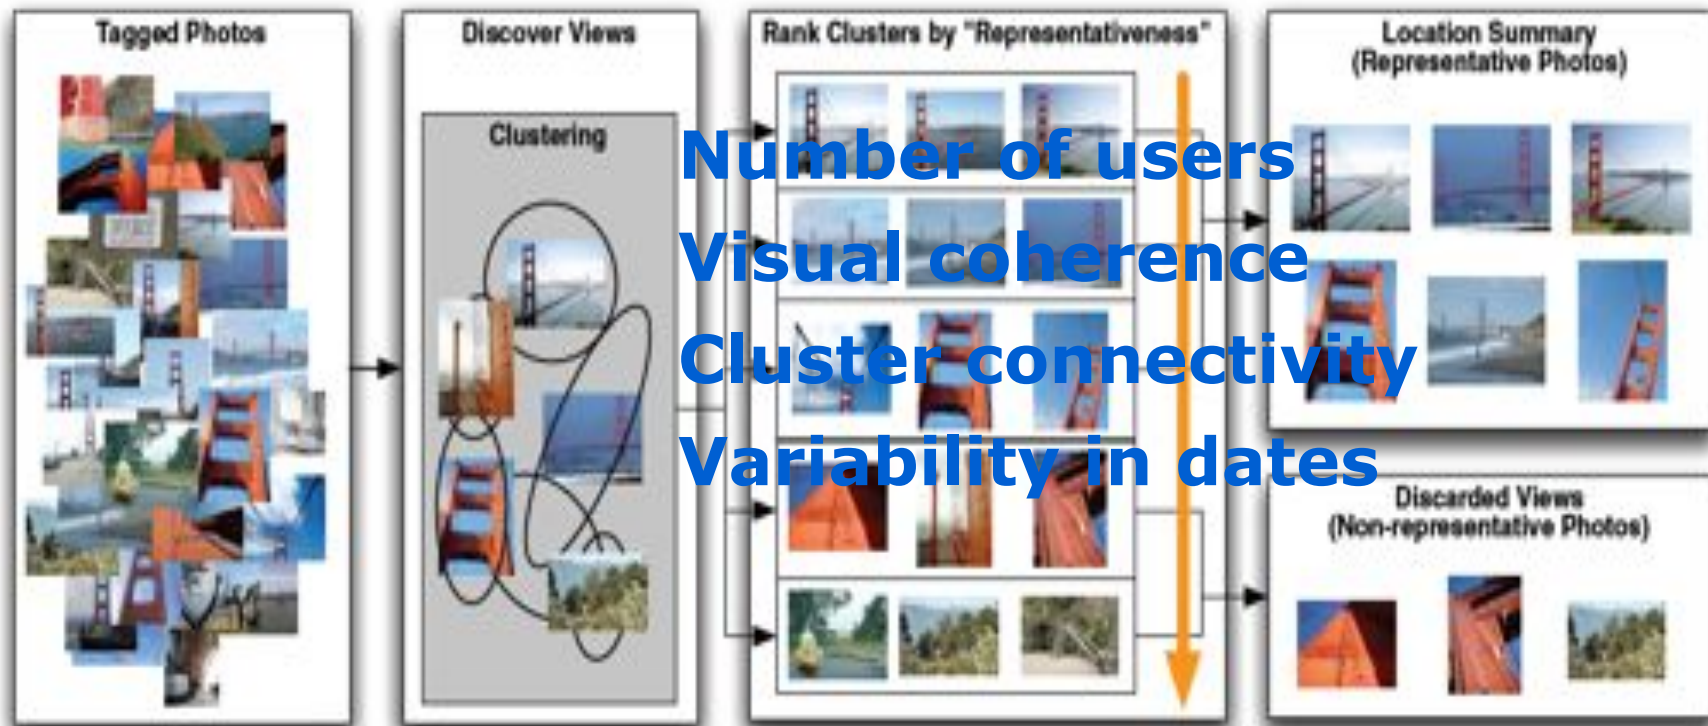 Tagged Photos
Discover Views
Clustering
Rank Clusters by "Representativeness"
Number of users
Visual coherence
Cluster connectivity
Variability in dates
Location Summary
(Representative Photos)
Discarded Views
(Non-representative Photos)